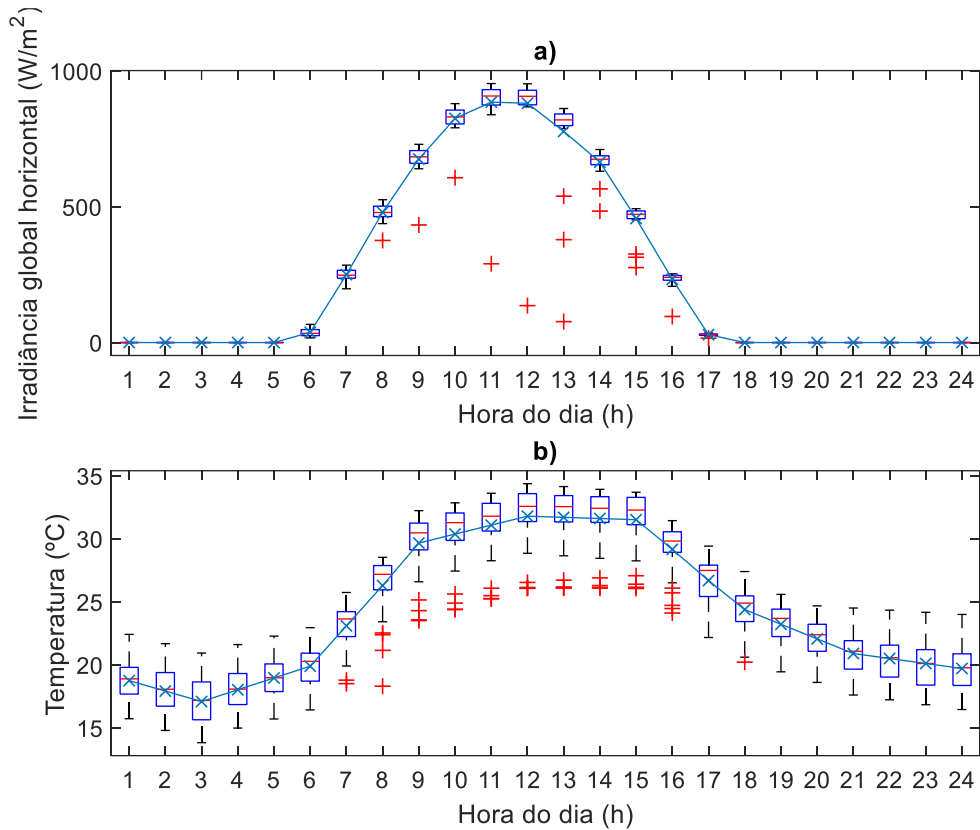 a)
Irradiância global horizontal (W/m²)
1000
500
0
1 2 3 4 5 6 7 8 9 10 11 12 13 14 15 16 17 18 19 20 21 22 23 24
Hora do dia (h)
b)
Temperatura (ºC)
35
30
25
20
15
1 2 3 4 5 6 7 8 9 10 11 12 13 14 15 16 17 18 19 20 21 22 23 24
Hora do dia (h)